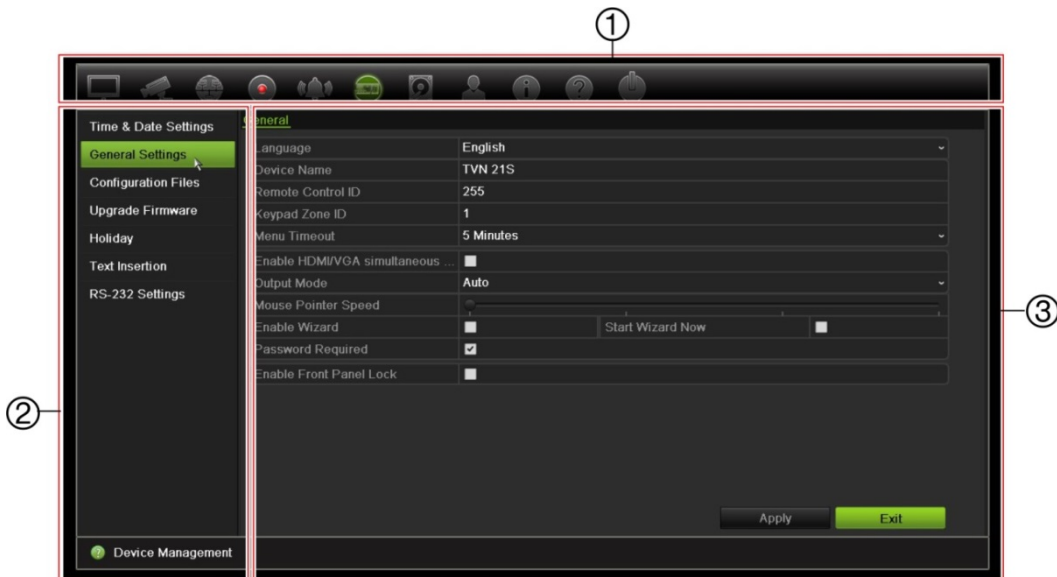 ①
Time & Date Settings
General Settings
Configuration Files
Upgrade Firmware
Holiday
Text Insertion
RS-232 Settings
General
Language English
Device Name TVN 21S
Remote Control ID 255
Keypad Zone ID 1
Menu Timeout 5 Minutes
Enable HDMI/VGA simultaneous ...
Output Mode Auto
Mouse Pointer Speed
Enable Wizard Start Wizard Now
Password Required
Enable Front Panel Lock
③
②
Apply Exit
? Device Management